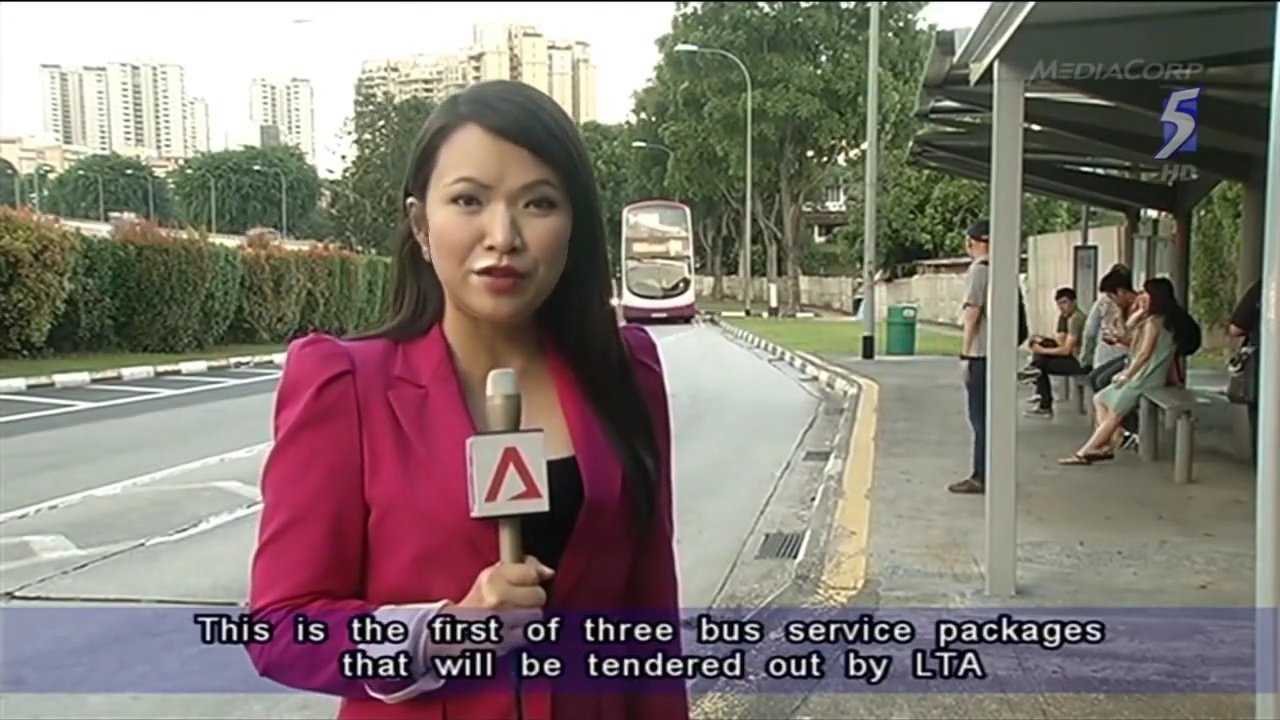 MEDIACORP
5
HD
This is the first of three bus service packages
that will be tendered out by LTA